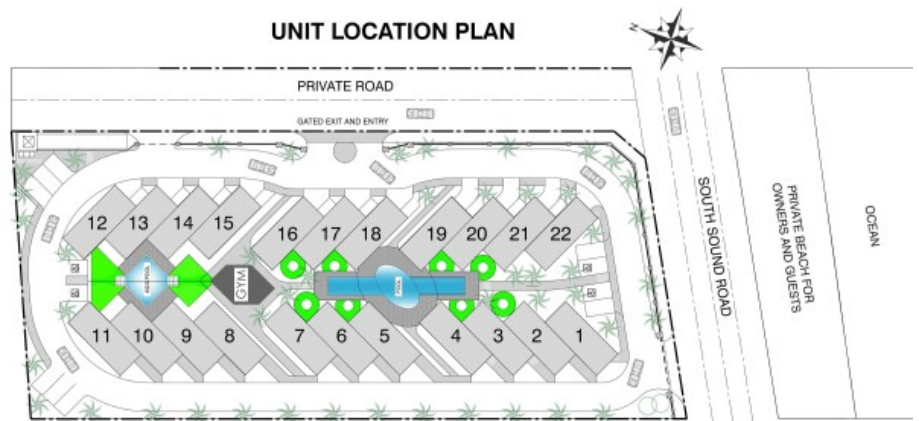 UNIT LOCATION PLAN
N
PRIVATE ROAD
GATED EXIT AND ENTRY
12 13 14 15
16 17 18
19 20 21 22
GYM
POOL
11 10 9 8
7 6 5
4 3 2 1
SOUTH SOUND ROAD
PRIVATE BEACH FOR
OWNERS AND GUESTS
OCEAN